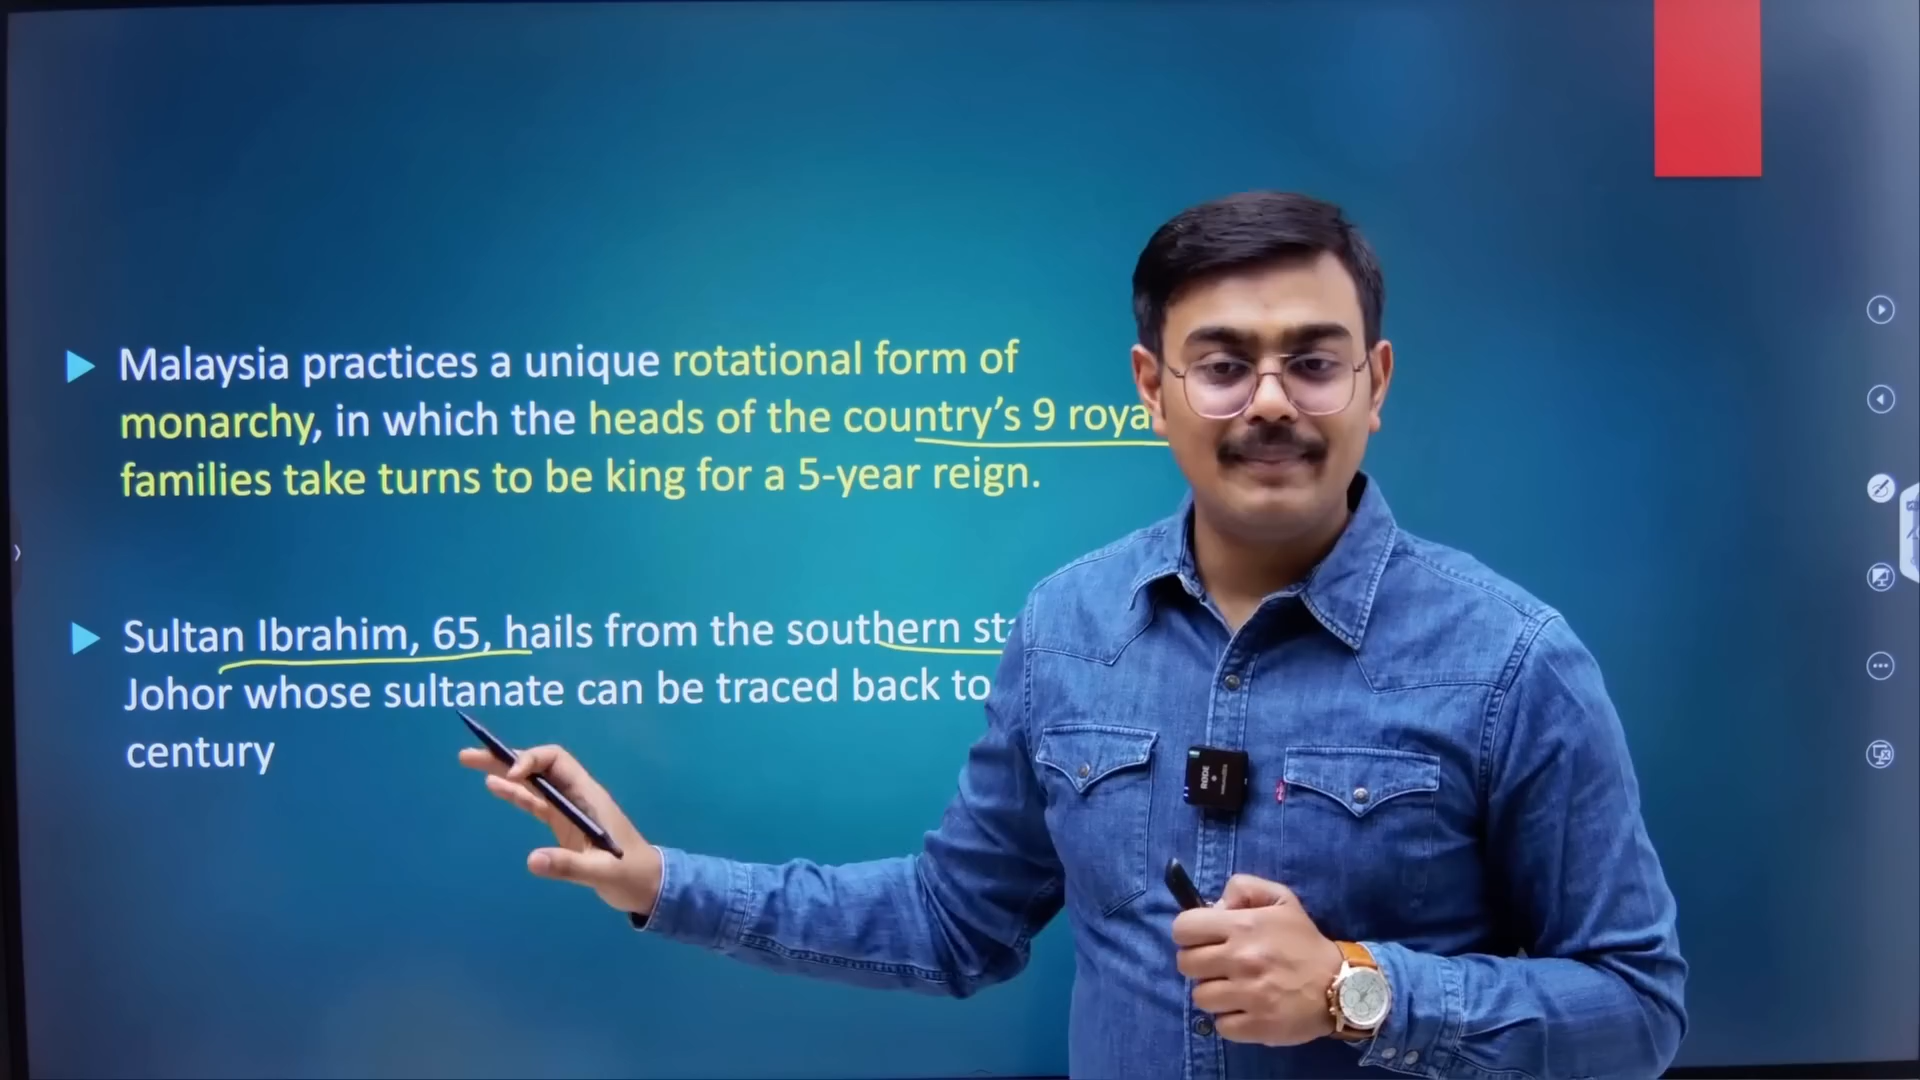 Malaysia practices a unique rotational form of
monarchy, in which the heads of the country's 9 roya
families take turns to be king for a 5-year reign.
Sultan Ibrahim, 65, hails from the southern sta
Johor whose sultanate can be traced back to
century
RØDE